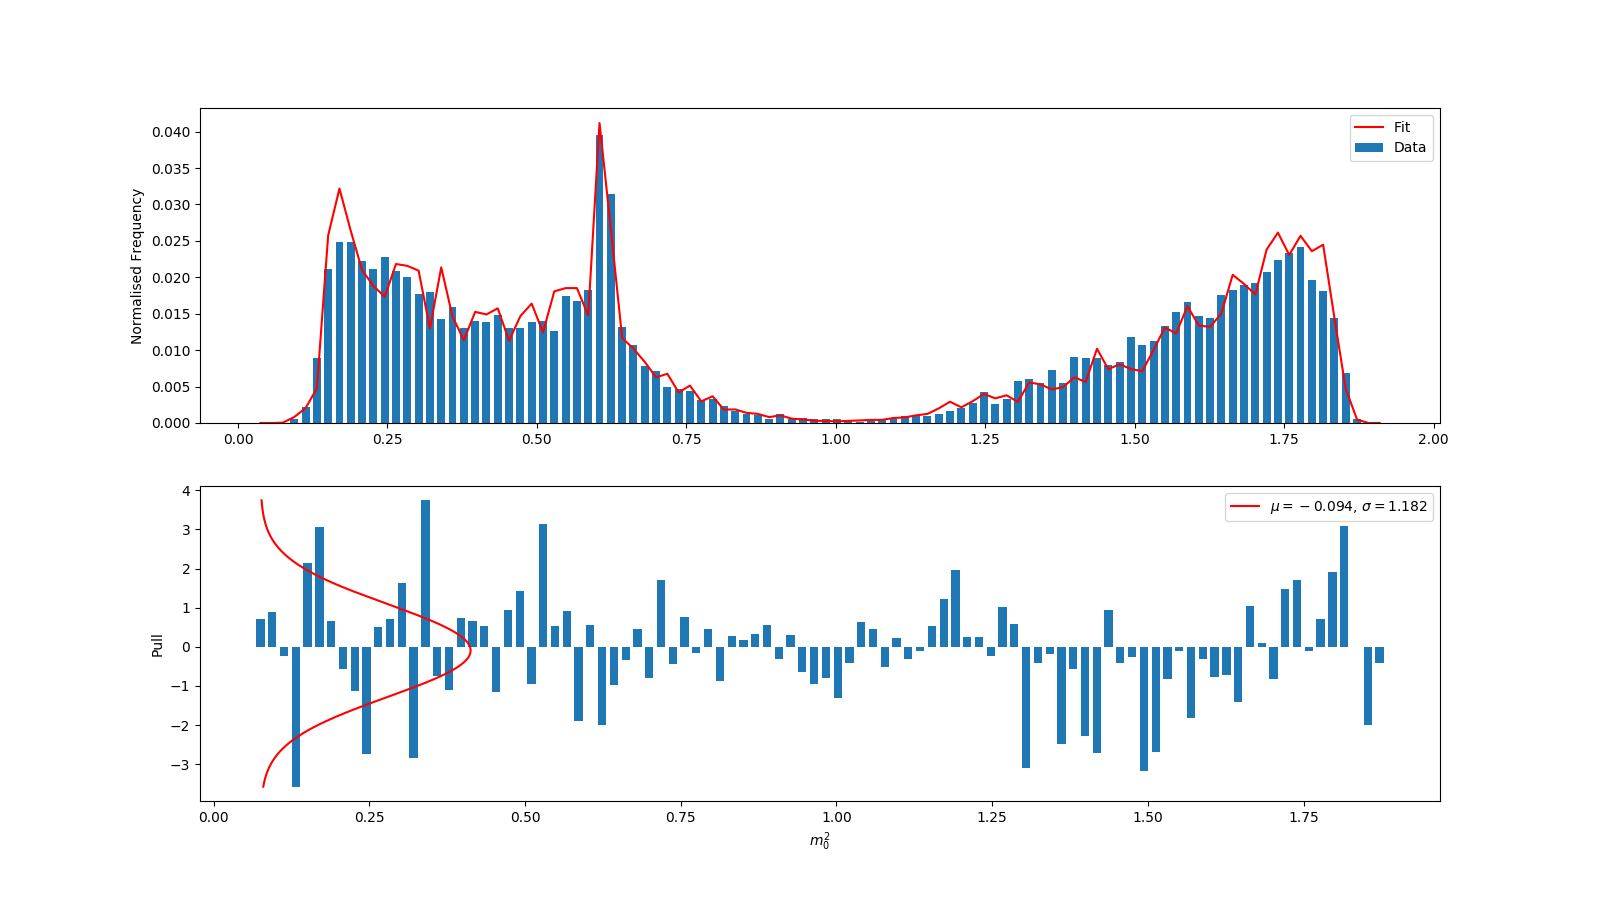 Normalised Frequency
0.040
0.035
0.030
0.025
0.020
0.015
0.010
0.005
0.000
0.00 0.25 0.50 0.75 1.00 1.25 1.50 1.75 2.00
Fit
Data
Pull
4
3
2
1
0
−1
−2
−3
μ = −0.094, σ = 1.182
0.00 0.25 0.50 0.75 1.00 1.25 1.50 1.75
m₀²